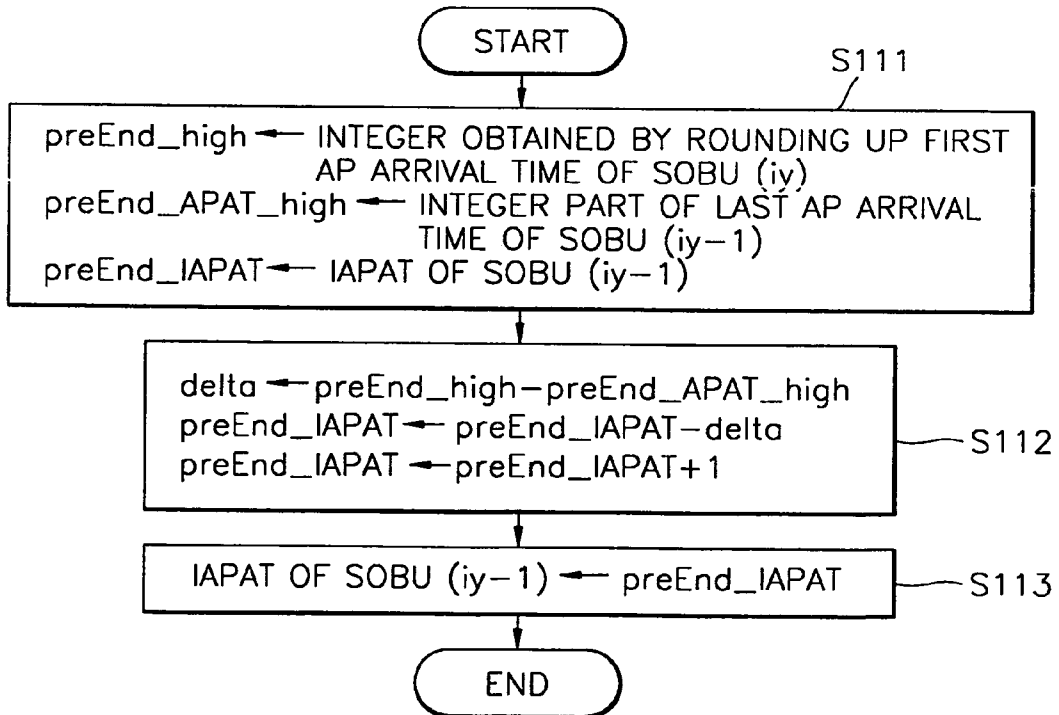 START
S111
preEnd_high ← INTEGER OBTAINED BY ROUNDING UP FIRST
AP ARRIVAL TIME OF SOBU (iy)
preEnd_APAT_high ← INTEGER PART OF LAST AP ARRIVAL
TIME OF SOBU (iy-1)
preEnd_IAPAT ← IAPAT OF SOBU (iy-1)
delta ← preEnd_high-preEnd_APAT_high
preEnd_IAPAT ← preEnd_IAPAT-delta
preEnd_IAPAT ← preEnd_IAPAT+1
S112
IAPAT OF SOBU (iy-1) ← preEnd_IAPAT
S113
END